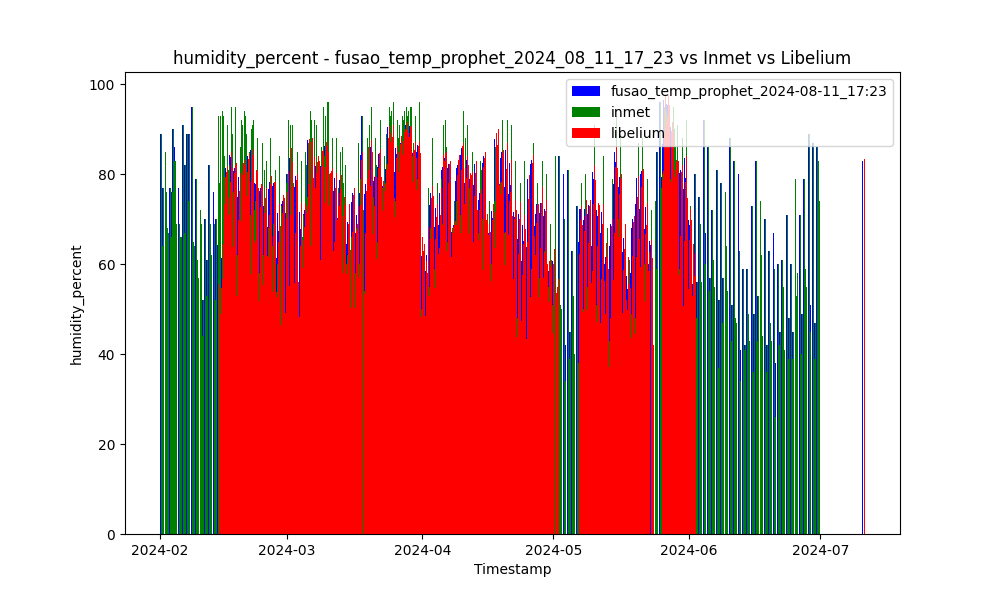 humidity_percent - fusao_temp_prophet_2024_08_11_17_23 vs Inmet vs Libelium
fusao_temp_prophet_2024-08-11_17:23
inmet
libelium
100
80
60
40
20
0
humidity_percent
2024-02 2024-03 2024-04 2024-05 2024-06 2024-07
Timestamp